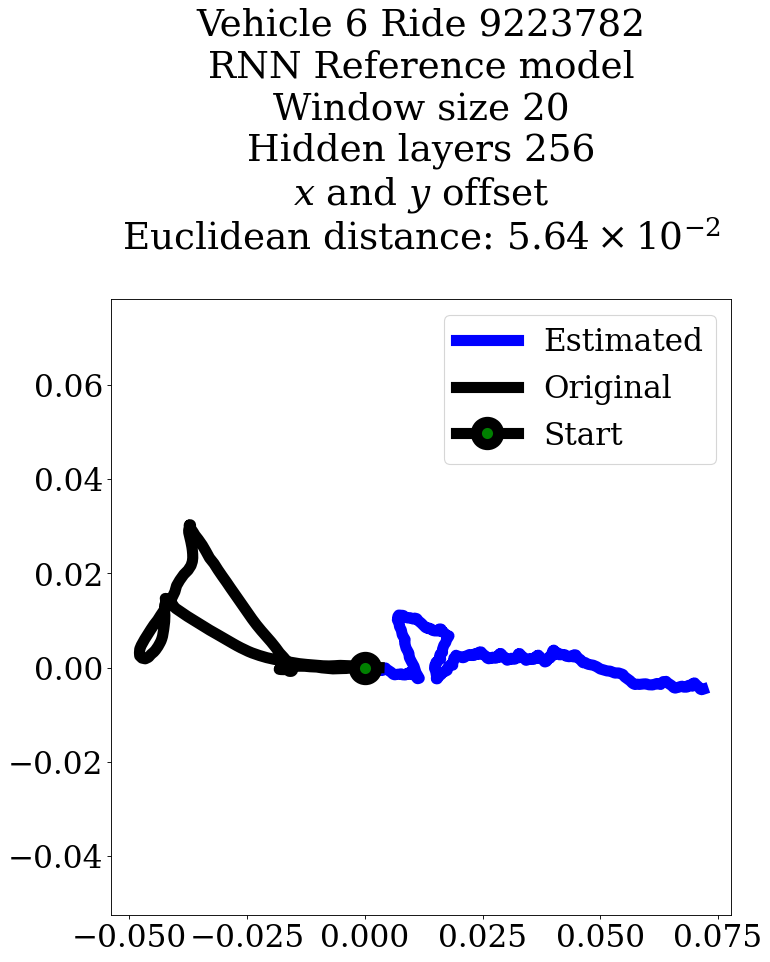 Vehicle 6 Ride 9223782
RNN Reference model
Window size 20
Hidden layers 256
x and y offset
Euclidean distance: 5.64 × 10⁻²
Estimated
Original
Start
0.06
0.04
0.02
0.00
−0.02
−0.04
−0.050 −0.025 0.000 0.025 0.050 0.075